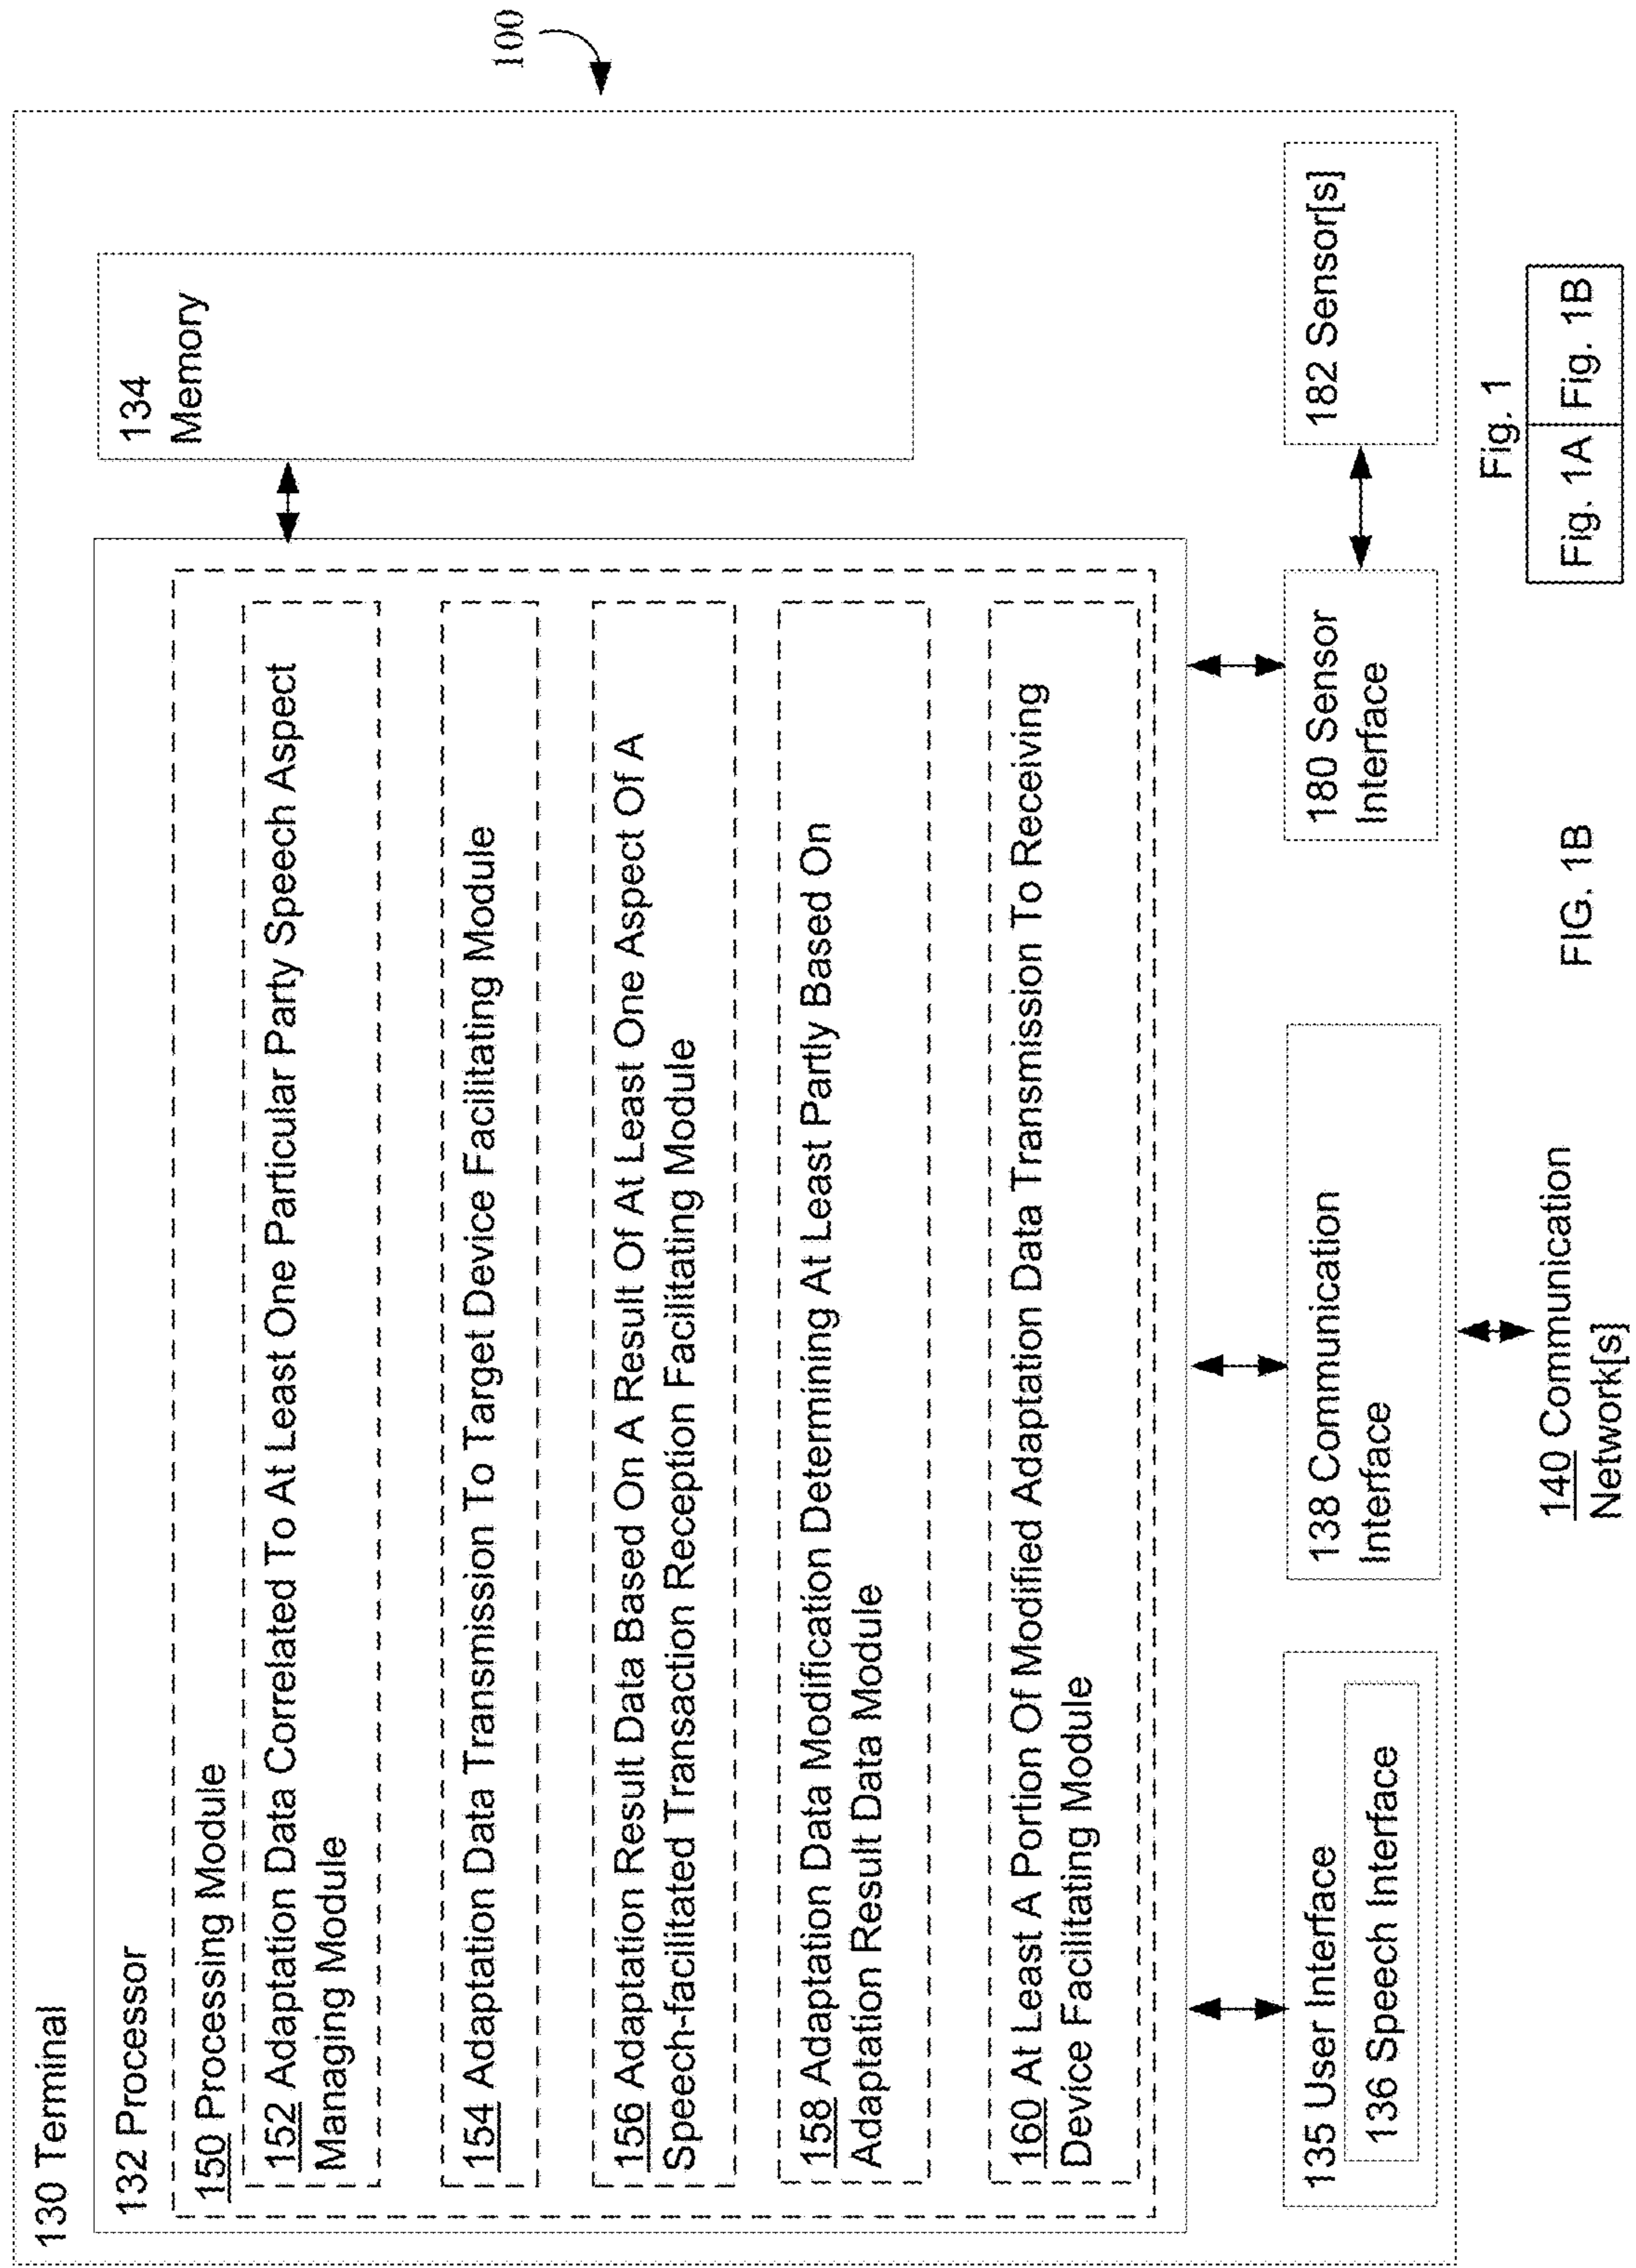 100
130 Terminal
132 Processor
134
Memory
150 Processing Module
152 Adaptation Data Correlated To At Least One Particular Party Speech Aspect
Managing Module
154 Adaptation Data Transmission To Target Device Facilitating Module
156 Adaptation Result Data Based On A Result Of At Least One Aspect Of A
Speech-facilitated Transaction Reception Facilitating Module
158 Adaptation Data Modification Determining At Least Partly Based On
Adaptation Result Data Module
160 At Least A Portion Of Modified Adaptation Data Transmission To Receiving
Device Facilitating Module
135 User Interface
136 Speech Interface
138 Communication
Interface
180 Sensor
Interface
182 Sensor[s]
140 Communication
Network[s]
FIG. 1B
Fig. 1
Fig. 1A
Fig. 1B